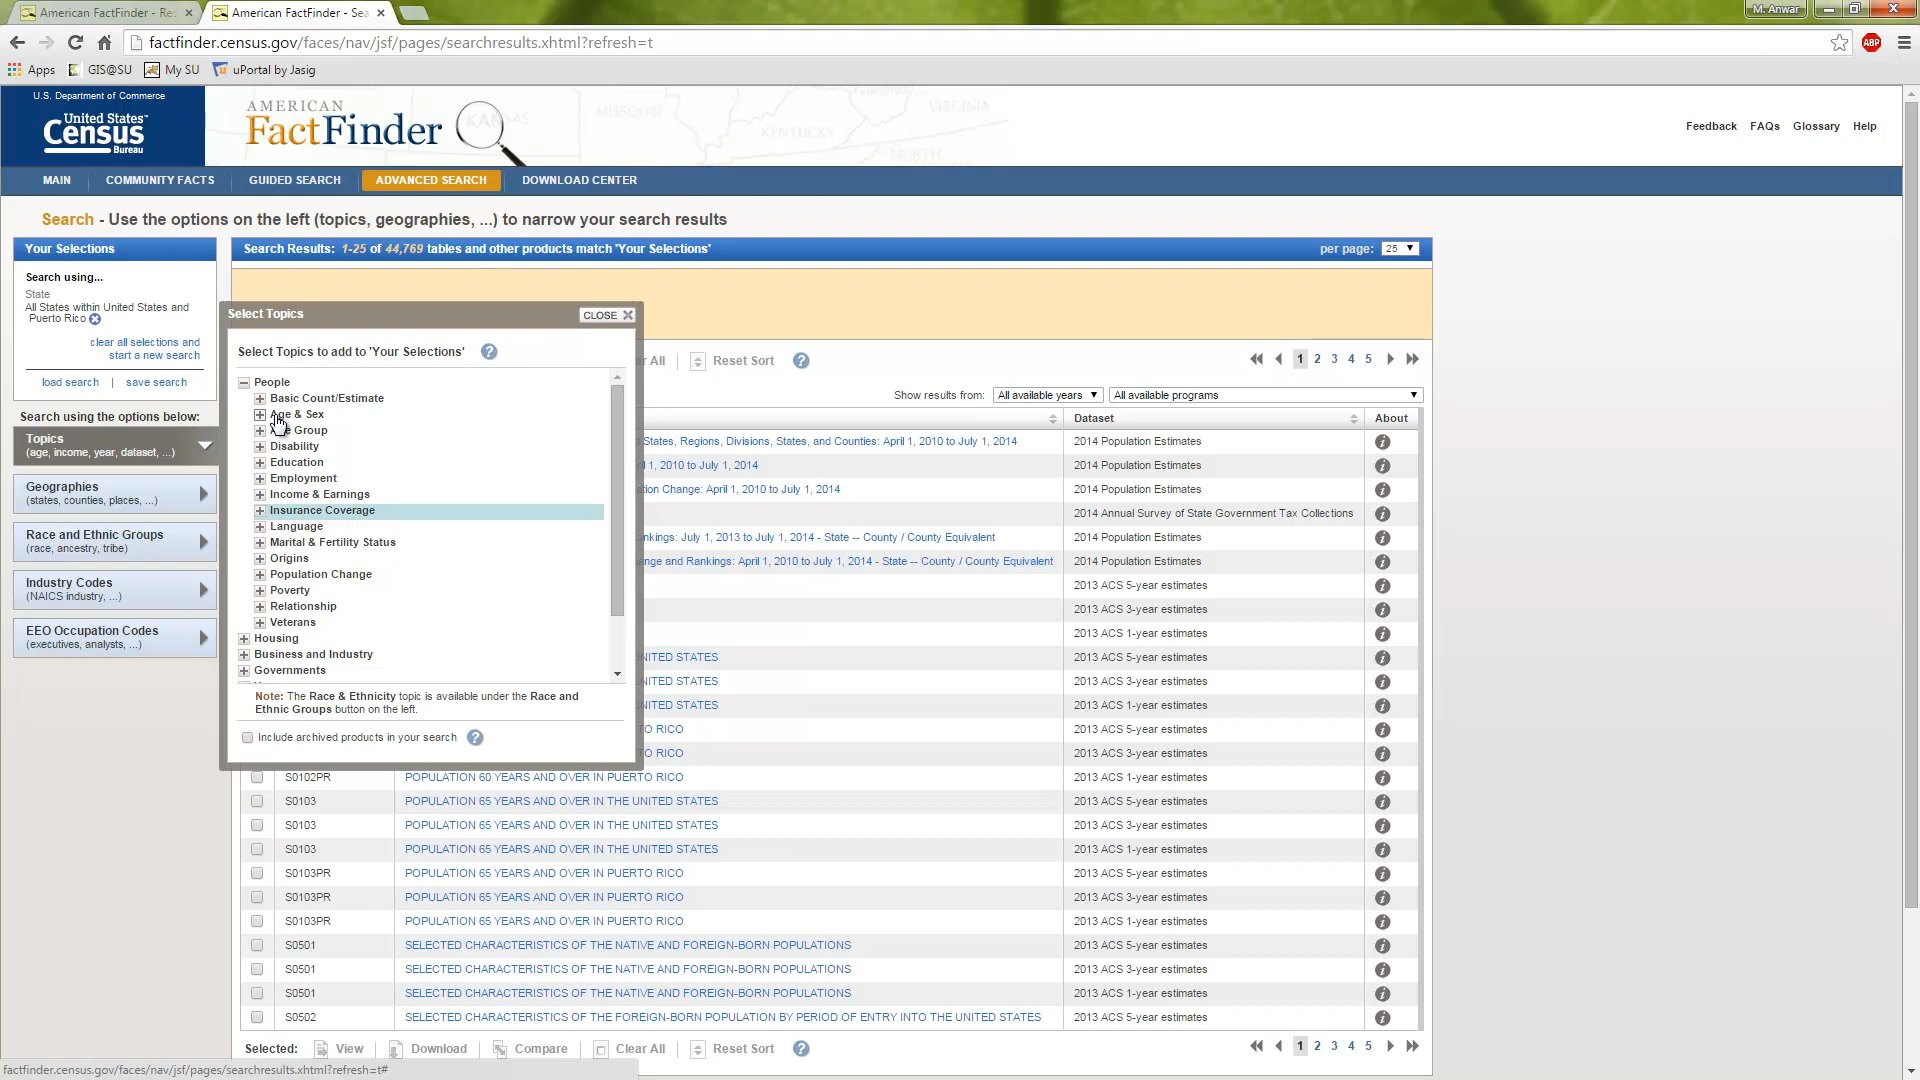 American FactFinder - Res
American FactFinder - Sea
M. Anwar
factfinder.census.gov/faces/nav/jsf/pages/searchresults.xhtml?refresh=t
ABP
Apps
GIS@SU
My SU
uPortal by Jasig
U.S. Department of Commerce
United States™
Census
Bureau
AMERICAN
FactFinder
KANSAS
MISSOURI
KENTUCKY
VIRGINIA
NORTH
Feedback FAQs Glossary Help
MAIN COMMUNITY FACTS GUIDED SEARCH ADVANCED SEARCH DOWNLOAD CENTER
Search - Use the options on the left (topics, geographies, ...) to narrow your search results
Your Selections
Search using...
State
All States within United States and
Puerto Rico
clear all selections and
start a new search
load search | save search
Search using the options below:
Topics
(age, income, year, dataset, ...)
Geographies
(states, counties, places, ...)
Race and Ethnic Groups
(race, ancestry, tribe)
Industry Codes
(NAICS industry, ...)
EEO Occupation Codes
(executives, analysts, ...)
Search Results: 1-25 of 44,769 tables and other products match 'Your Selections'
per page: 25
Select Topics
CLOSE
Select Topics to add to 'Your Selections'
People
Basic Count/Estimate
Age & Sex
Group
Disability
Education
Employment
Income & Earnings
Insurance Coverage
Language
Marital & Fertility Status
Origins
Population Change
Poverty
Relationship
Veterans
Housing
Business and Industry
Governments
Note: The Race & Ethnicity topic is available under the Race and
Ethnic Groups button on the left.
Include archived products in your search
All | Reset Sort
1 2 3 4 5
Show results from: All available years All available programs
Dataset About
States, Regions, Divisions, States, and Counties: April 1, 2010 to July 1, 2014 2014 Population Estimates
1, 2010 to July 1, 2014 2014 Population Estimates
tion Change: April 1, 2010 to July 1, 2014 2014 Population Estimates
2014 Annual Survey of State Government Tax Collections
nkings: July 1, 2013 to July 1, 2014 - State -- County / County Equivalent 2014 Population Estimates
nge and Rankings: April 1, 2010 to July 1, 2014 - State -- County / County Equivalent 2014 Population Estimates
2013 ACS 5-year estimates
2013 ACS 3-year estimates
2013 ACS 1-year estimates
NITED STATES 2013 ACS 5-year estimates
NITED STATES 2013 ACS 3-year estimates
NITED STATES 2013 ACS 1-year estimates
O RICO 2013 ACS 5-year estimates
O RICO 2013 ACS 3-year estimates
S0102PR POPULATION 60 YEARS AND OVER IN PUERTO RICO 2013 ACS 1-year estimates
S0103 POPULATION 65 YEARS AND OVER IN THE UNITED STATES 2013 ACS 5-year estimates
S0103 POPULATION 65 YEARS AND OVER IN THE UNITED STATES 2013 ACS 3-year estimates
S0103 POPULATION 65 YEARS AND OVER IN THE UNITED STATES 2013 ACS 1-year estimates
S0103PR POPULATION 65 YEARS AND OVER IN PUERTO RICO 2013 ACS 5-year estimates
S0103PR POPULATION 65 YEARS AND OVER IN PUERTO RICO 2013 ACS 3-year estimates
S0103PR POPULATION 65 YEARS AND OVER IN PUERTO RICO 2013 ACS 1-year estimates
S0501 SELECTED CHARACTERISTICS OF THE NATIVE AND FOREIGN-BORN POPULATIONS 2013 ACS 5-year estimates
S0501 SELECTED CHARACTERISTICS OF THE NATIVE AND FOREIGN-BORN POPULATIONS 2013 ACS 3-year estimates
S0501 SELECTED CHARACTERISTICS OF THE NATIVE AND FOREIGN-BORN POPULATIONS 2013 ACS 1-year estimates
S0502 SELECTED CHARACTERISTICS OF THE FOREIGN-BORN POPULATION BY PERIOD OF ENTRY INTO THE UNITED STATES 2013 ACS 5-year estimates
Selected: View | Download | Compare | Clear All | Reset Sort
1 2 3 4 5
factfinder.census.gov/faces/nav/jsf/pages/searchresults.xhtml?refresh=t#